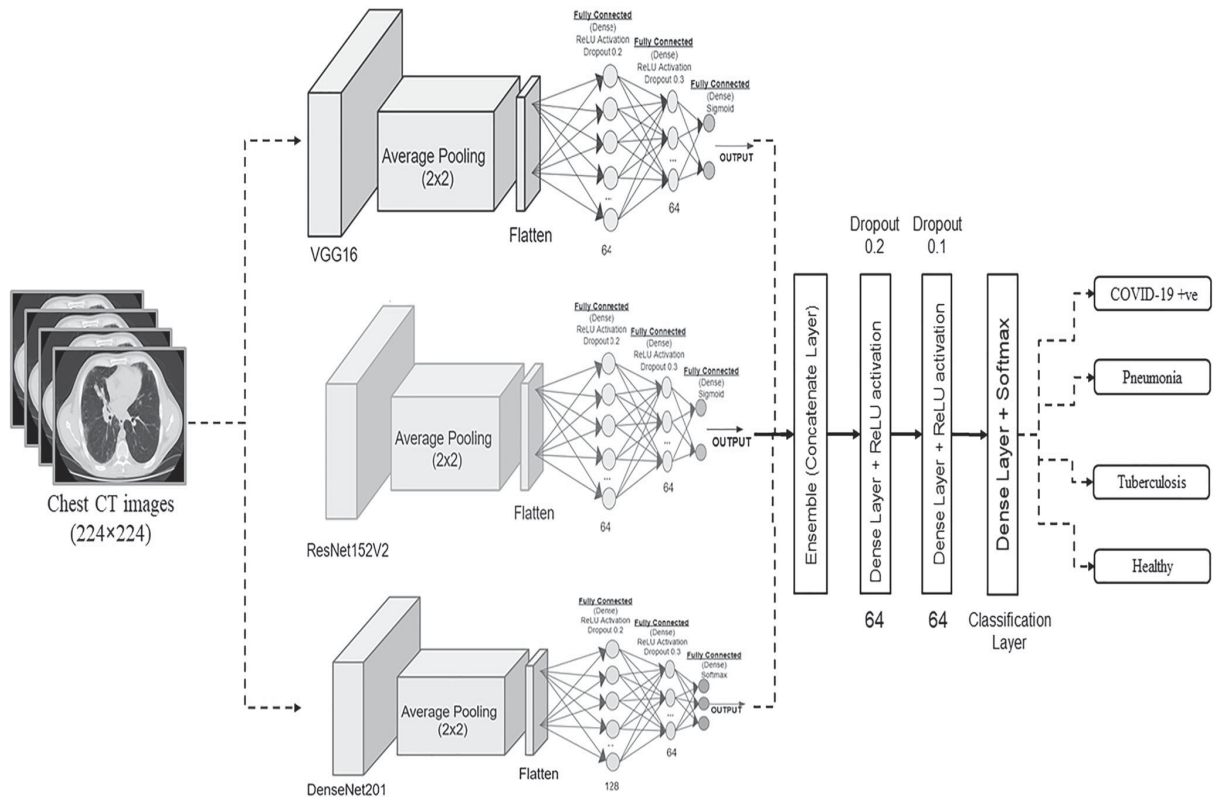 Chest CT images
(224×224)
VGG16
Average Pooling
(2x2)
Flatten
Fully Connected
(Dense)
ReLU Activation
Dropout 0.2
...
64
Fully Connected
(Dense)
ReLU Activation
Dropout 0.3
...
64
Fully Connected
(Dense)
Sigmoid
OUTPUT
ResNet152V2
Average Pooling
(2x2)
Flatten
Fully Connected
(Dense)
ReLU Activation
Dropout 0.2
...
64
Fully Connected
(Dense)
ReLU Activation
Dropout 0.3
...
64
Fully Connected
(Dense)
Sigmoid
OUTPUT
DenseNet201
Average Pooling
(2x2)
Flatten
Fully Connected
(Dense)
ReLU Activation
Dropout 0.2
...
128
Fully Connected
(Dense)
ReLU Activation
Dropout 0.3
...
64
Fully Connected
(Dense)
Softmax
OUTPUT
Ensemble (Concatenate Layer)
Dropout
0.2
Dense Layer + ReLU activation
64
Dropout
0.1
Dense Layer + ReLU activation
64
Dense Layer + Softmax
Classification
Layer
COVID-19 +ve
Pneumonia
Tuberculosis
Healthy